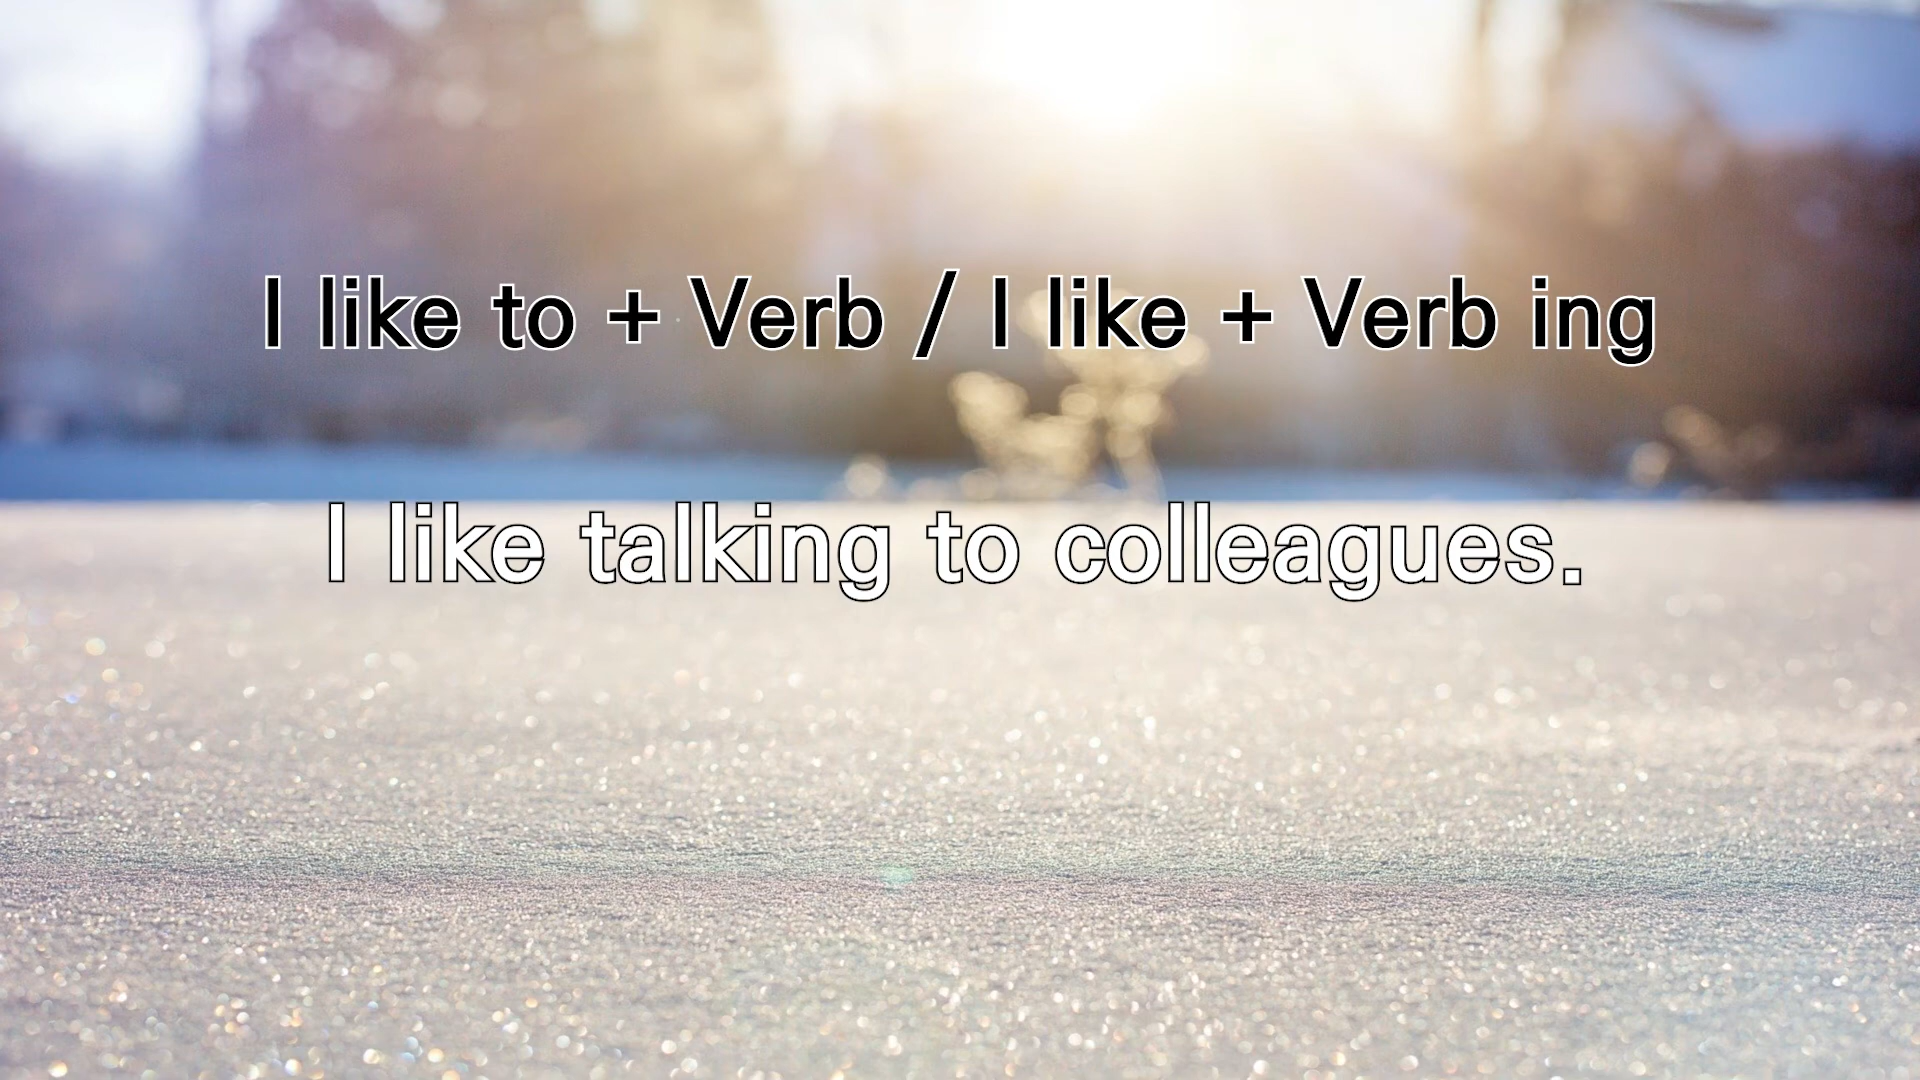 I like to + Verb / I like + Verb ing
I like talking to colleagues.